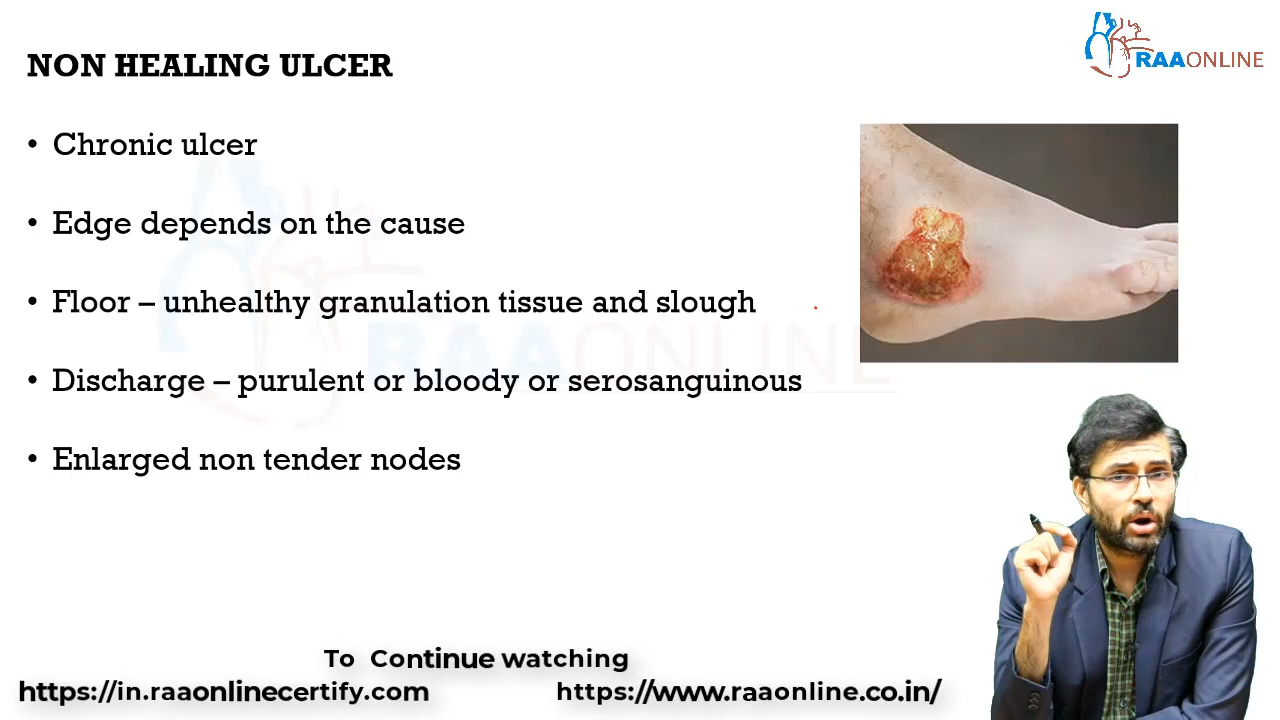 NON HEALING ULCER
RAAONLINE
• Chronic ulcer
• Edge depends on the cause
• Floor – unhealthy granulation tissue and slough
• Discharge – purulent or bloody or serosanguinous
• Enlarged non tender nodes
RAAONLINE
To Continue watching
https://in.raaonlinecertify.com https://www.raaonline.co.in/